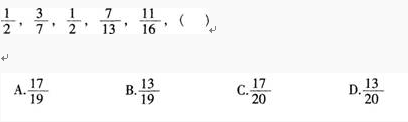 1/2, 3/7, 1/2, 7/13, 11/16, ( )↵
↵
A. 17/19 B. 13/19 C. 17/20 D. 13/20